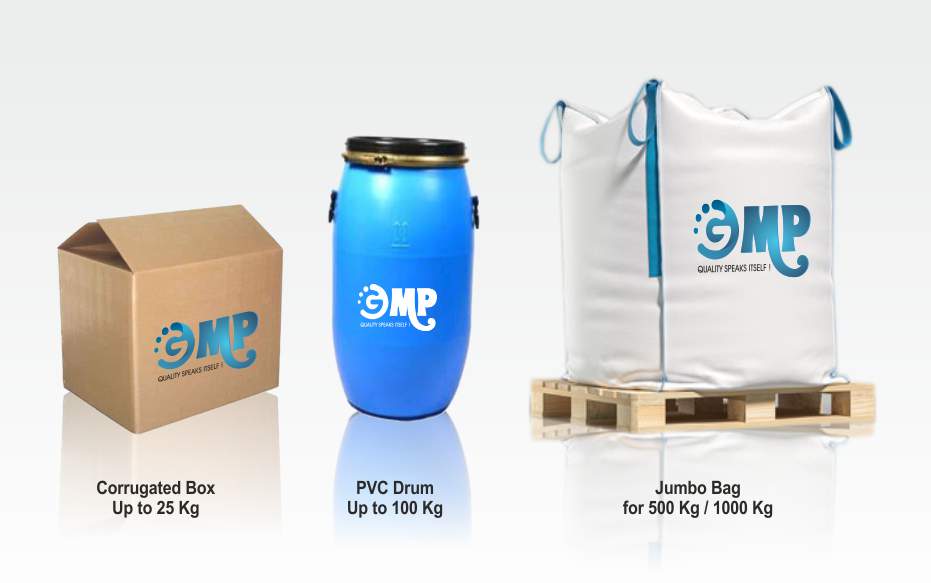 GMP
QUALITY SPEAKS ITSELF !
GMP
QUALITY SPEAKS ITSELF !
GMP
QUALITY SPEAKS ITSELF !
Corrugated Box
Up to 25 Kg
PVC Drum
Up to 100 Kg
Jumbo Bag
for 500 Kg / 1000 Kg